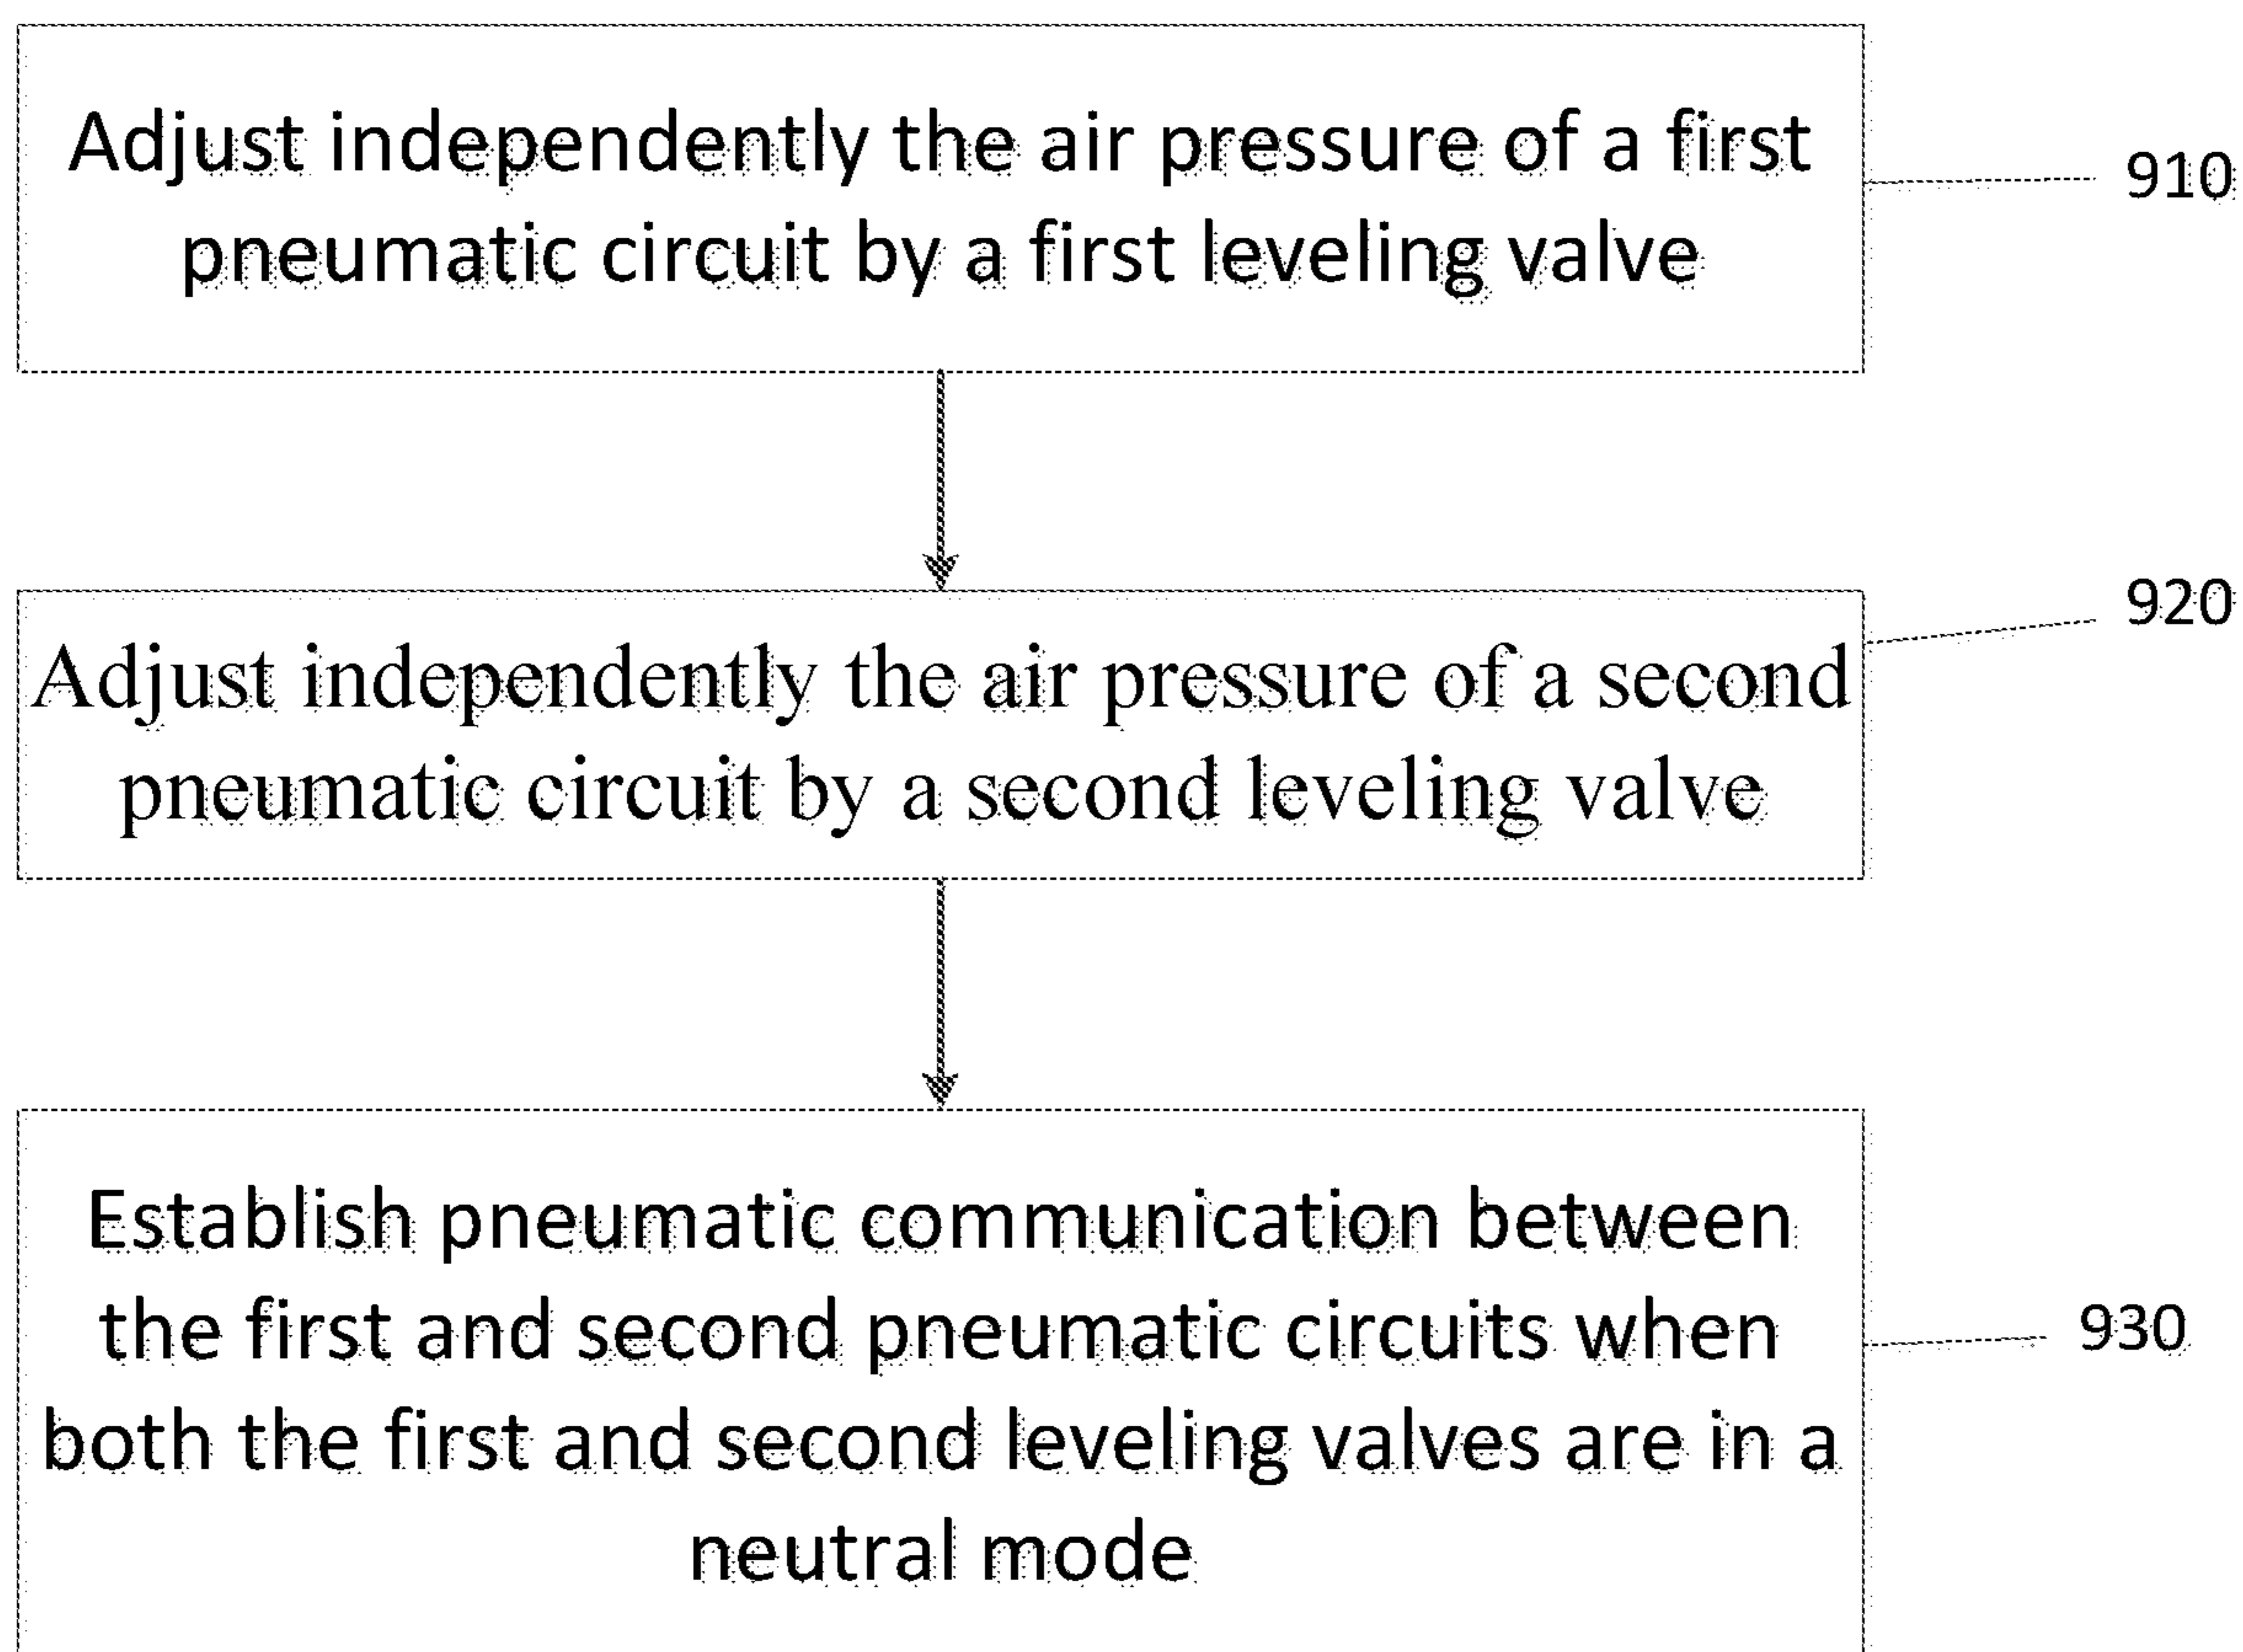 Adjust independently the air pressure of a first
pneumatic circuit by a first leveling valve
910
Adjust independently the air pressure of a second
pneumatic circuit by a second leveling valve
920
Establish pneumatic communication between
the first and second pneumatic circuits when
both the first and second leveling valves are in a
neutral mode
930